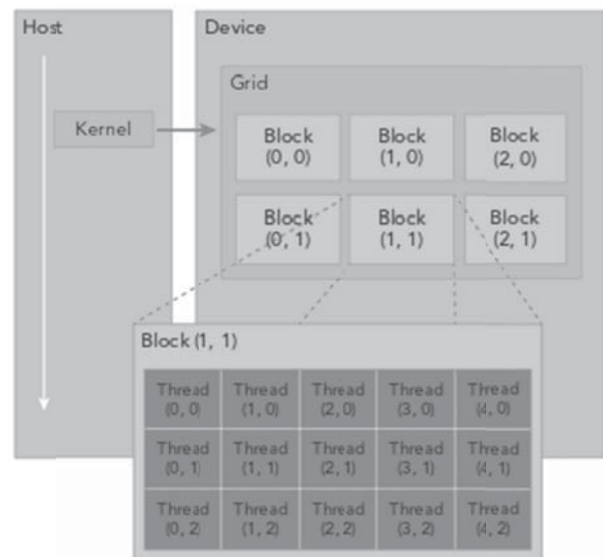 Host
Device
Grid
Kernel
Block Block Block
(0, 0) (1, 0) (2, 0)
Block Block Block
(0, 1) (1, 1) (2, 1)
Block (1, 1)
Thread Thread Thread Thread Thread
(0, 0) (1, 0) (2, 0) (3, 0) (4, 0)
Thread Thread Thread Thread Thread
(0, 1) (1, 1) (2, 1) (3, 1) (4, 1)
Thread Thread Thread Thread Thread
(0, 2) (1, 2) (2, 2) (3, 2) (4, 2)